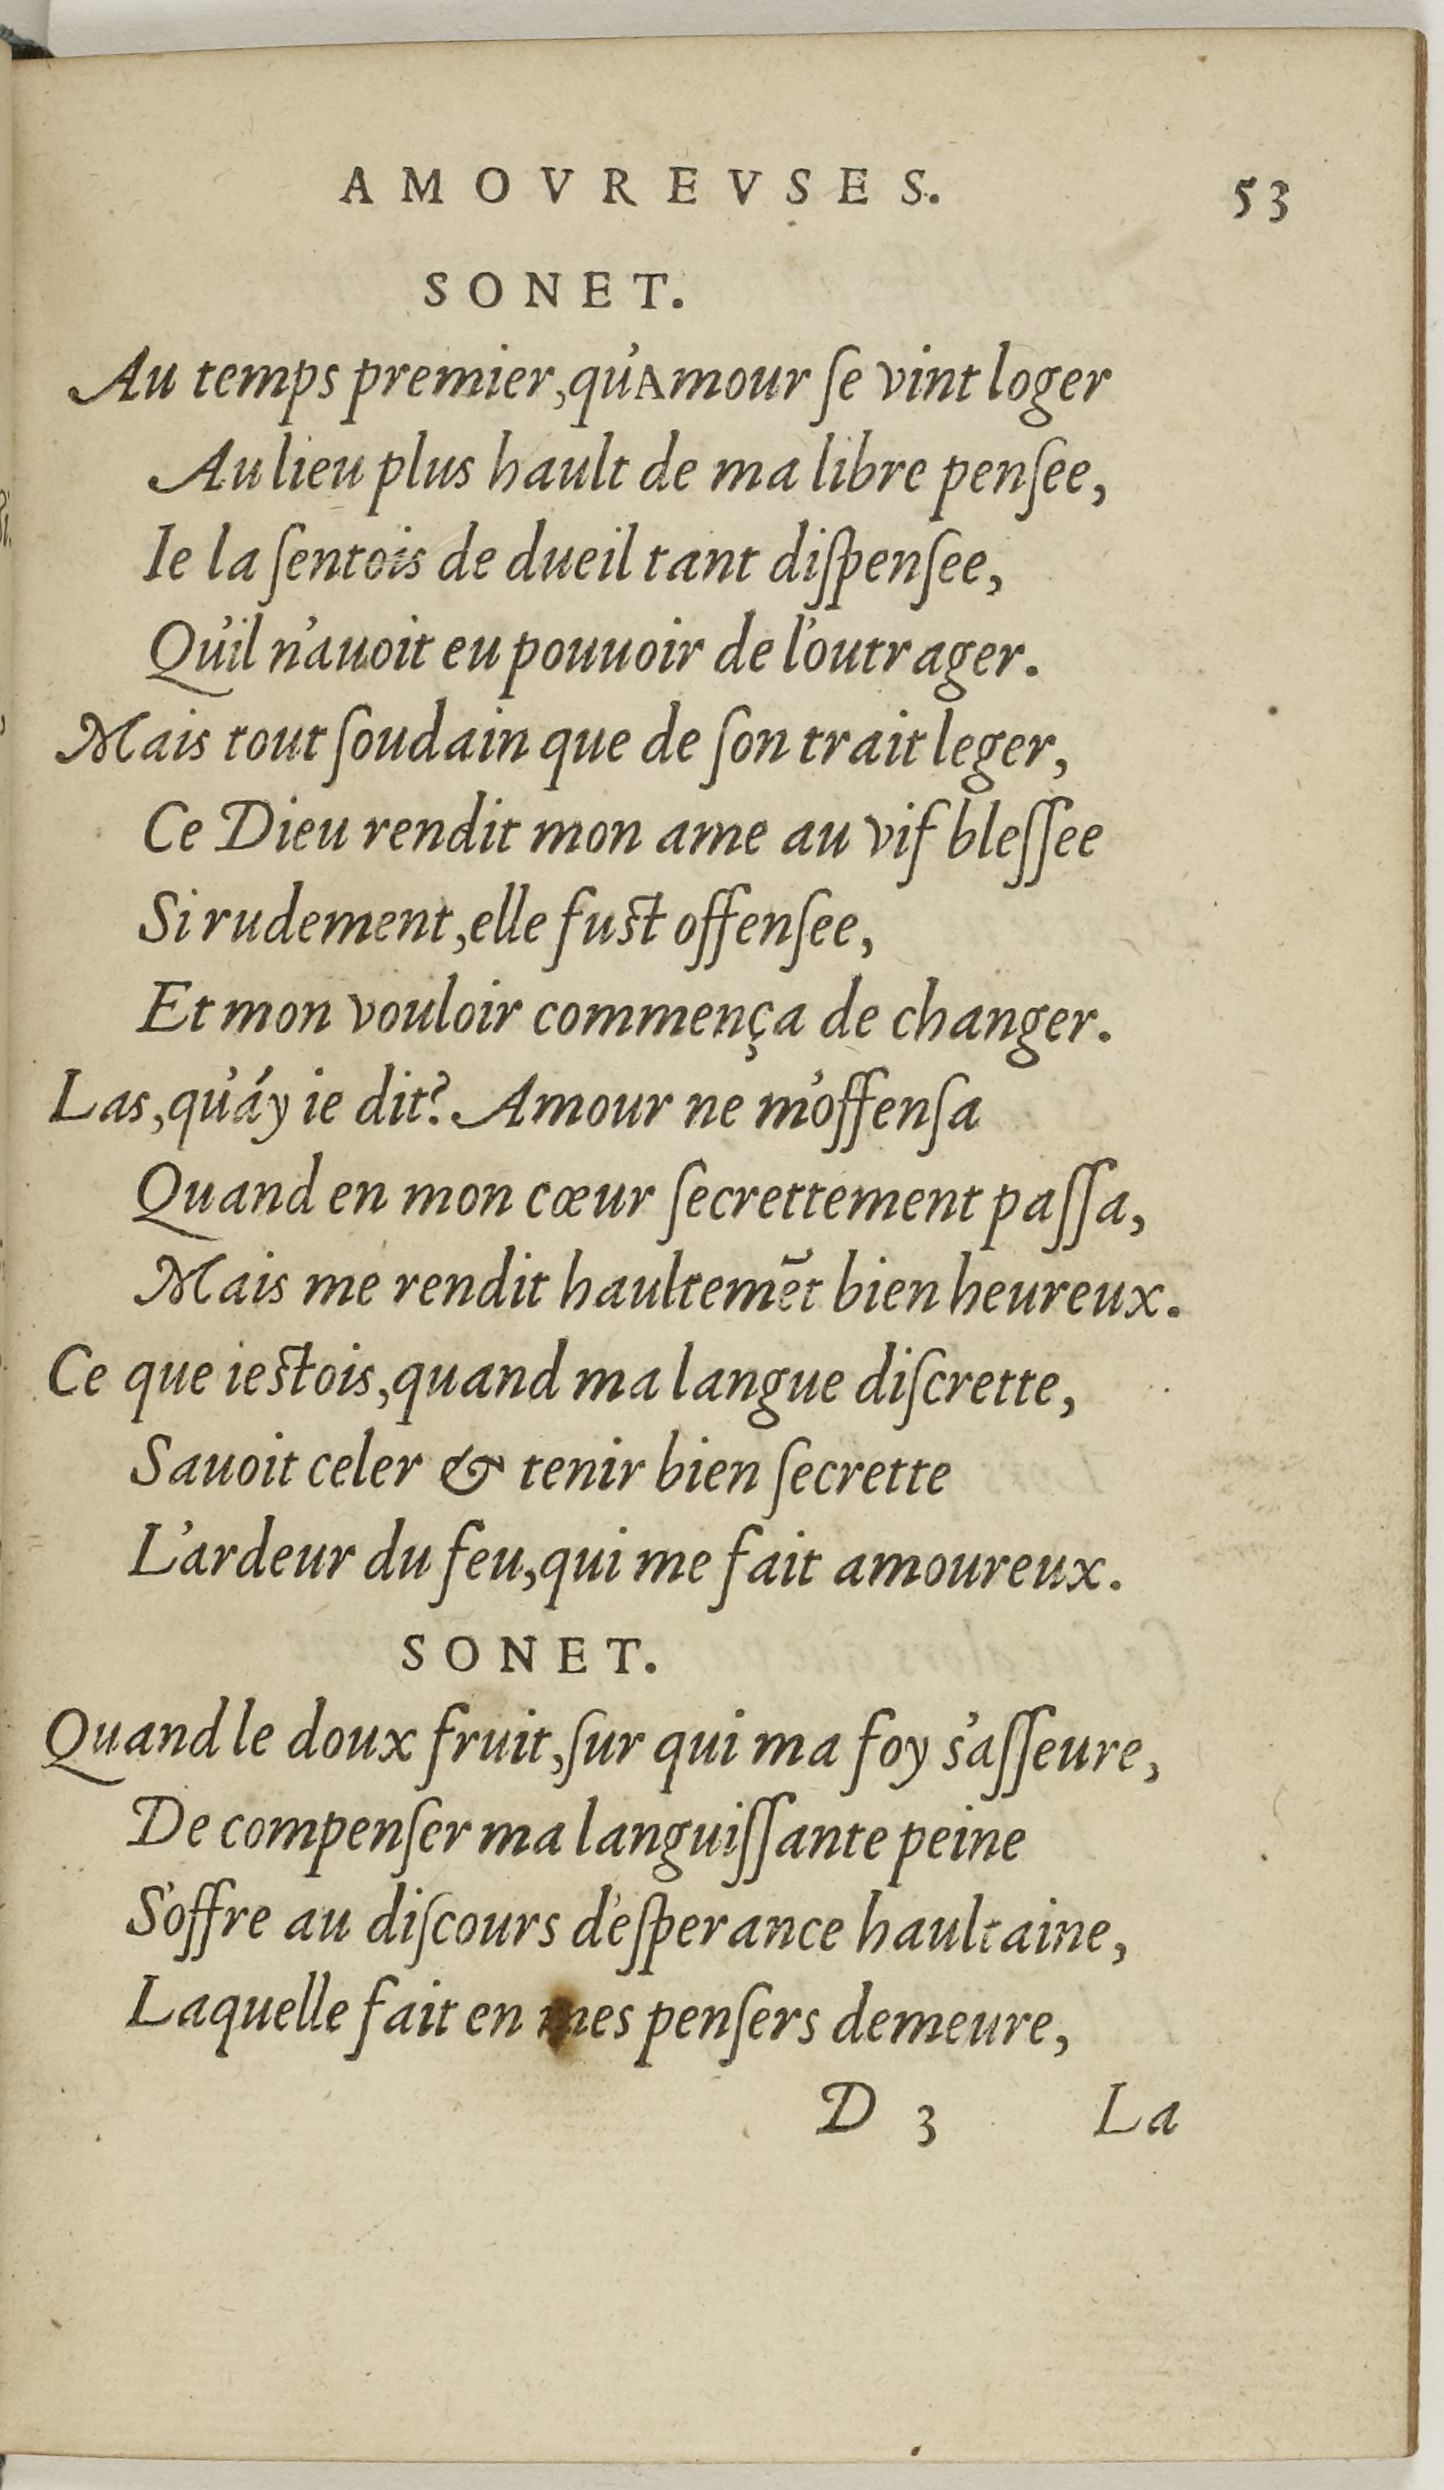 AMOVREVSES. 53
SONET.
Au temps premier, qu'Amour ſe vint loger
Au lieu plus hault de ma libre penſee,
Ie la ſentois de dueil tant diſpenſee,
Qu'il n'auoit eu pouuoir de l'outrager.
Mais tout ſoudain que de ſon trait leger,
Ce Dieu rendit mon ame au vif bleſſee
Si rudement, elle fuſt offenſee,
Et mon vouloir commença de changer.
Las, qu'áy ie dit? Amour ne m'offenſa
Quand en mon cœur ſecrettement paſſa,
Mais me rendit haultemēt bien heureux.
Ce que ieſtois, quand ma langue diſcrette,
Sauoit celer & tenir bien ſecrette
L'ardeur du feu, qui me fait amoureux.
SONET.
Quand le doux fruit, ſur qui ma foy s'aſſeure,
De compenſer ma languiſſante peine
S'offre au diſcours d'eſperance haultaine,
Laquelle fait en mes penſers demeure,
D 3 La